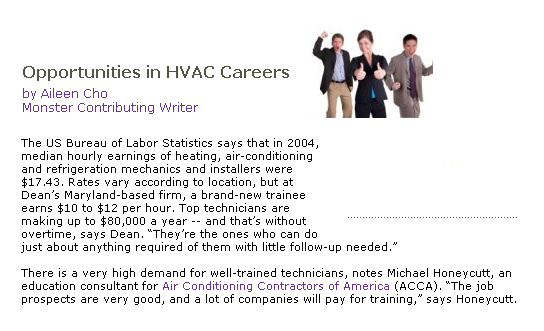 Opportunities in HVAC Careers
by Aileen Cho
Monster Contributing Writer
The US Bureau of Labor Statistics says that in 2004,
median hourly earnings of heating, air-conditioning
and refrigeration mechanics and installers were
$17.43. Rates vary according to location, but at
Dean's Maryland-based firm, a brand-new trainee
earns $10 to $12 per hour. Top technicians are
making up to $80,000 a year -- and that's without
overtime, says Dean. “They're the ones who can do
just about anything required of them with little follow-up needed.”
There is a very high demand for well-trained technicians, notes Michael Honeycutt, an
education consultant for Air Conditioning Contractors of America (ACCA). “The job
prospects are very good, and a lot of companies will pay for training,” says Honeycutt.